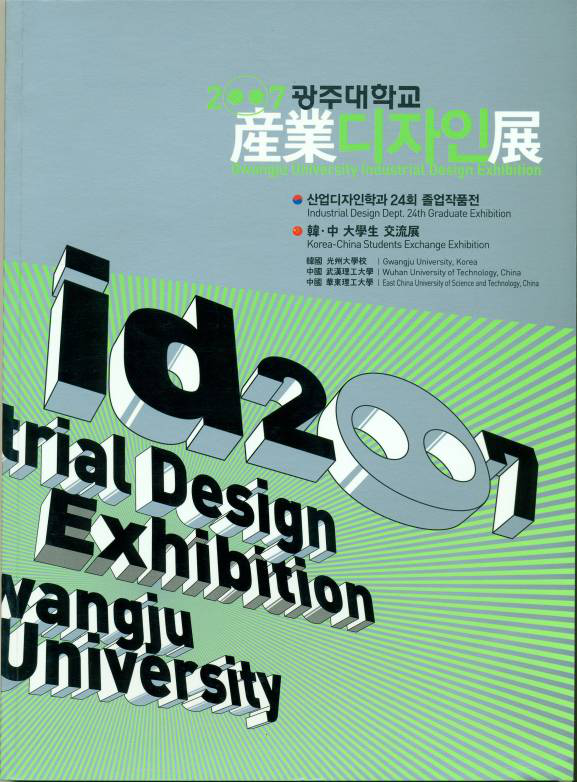 2007 광주대학교
産業디자인展
Gwangju University Industrial Design Exhibition
산업디자인학과 24회 졸업작품전
Industrial Design Dept. 24th Graduate Exhibition
韓·中 大學生 交流展
Korea-China Students Exchange Exhibition
韓國 光州大學校 | Gwangju University, Korea
中國 武漢理工大學 | Wuhan University of Technology, China
中國 華東理工大學 | East China University of Science and Technology, China
id2007
trial Design
Exhibition
wangju
University